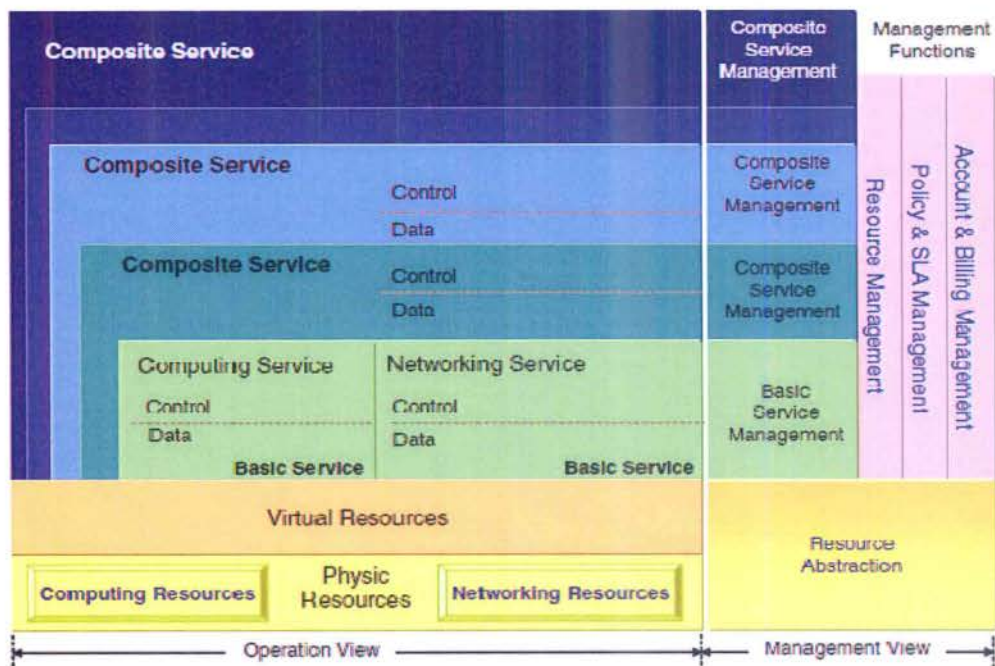 Composite Service
Composite
Service
Management
Management
Functions
Composite Service
Control
Data
Composite
Service
Management
Composite Service
Control
Data
Composite
Service
Management
Computing Service
Control
Data
Basic Service
Networking Service
Control
Data
Basic Service
Basic
Service
Management
Resource Management
Policy & SLA Management
Account & Billing Management
Virtual Resources
Computing Resources
Physic
Resources
Networking Resources
Resource
Abstraction
Operation View
Management View